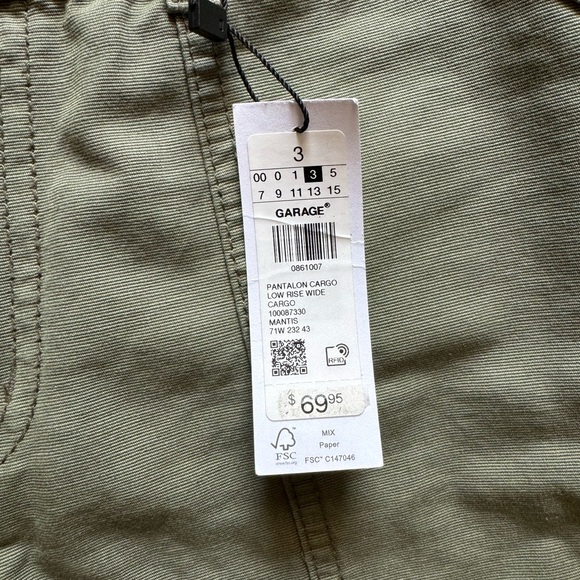 3
00 0 1 3 5
7 9 11 13 15
GARAGE®
0861007
PANTALON CARGO
LOW RISE WIDE
CARGO
100087330
MANTIS
71W 232 43
RFID
$ 69.95
MIX
Paper
FSC
FSC™ C147046